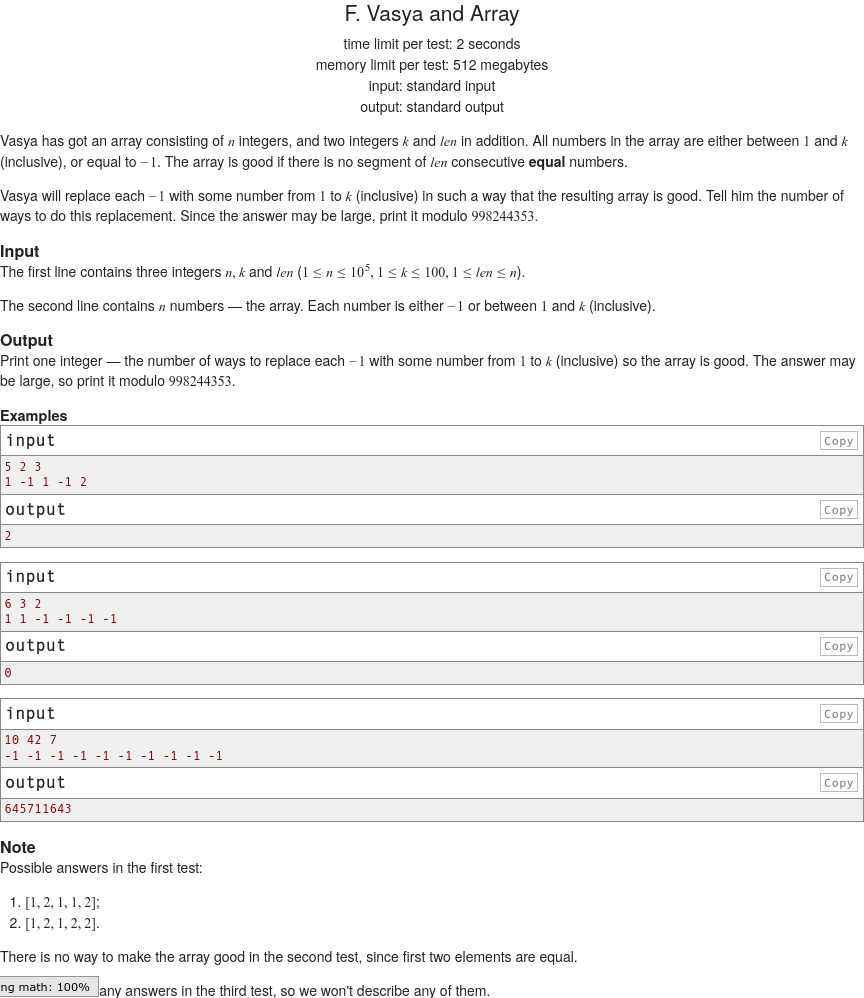 F. Vasya and Array
time limit per test: 2 seconds
memory limit per test: 512 megabytes
input: standard input
output: standard output
Vasya has got an array consisting of n integers, and two integers k and len in addition. All numbers in the array are either between 1 and k
(inclusive), or equal to −1. The array is good if there is no segment of len consecutive equal numbers.
Vasya will replace each −1 with some number from 1 to k (inclusive) in such a way that the resulting array is good. Tell him the number of
ways to do this replacement. Since the answer may be large, print it modulo 998244353.
Input
The first line contains three integers n, k and len (1 ≤ n ≤ 10⁵, 1 ≤ k ≤ 100, 1 ≤ len ≤ n).
The second line contains n numbers — the array. Each number is either −1 or between 1 and k (inclusive).
Output
Print one integer — the number of ways to replace each −1 with some number from 1 to k (inclusive) so the array is good. The answer may
be large, so print it modulo 998244353.
Examples
input Copy
5 2 3
1 -1 1 -1 2
output Copy
2
input Copy
6 3 2
1 1 -1 -1 -1 -1
output Copy
0
input Copy
10 42 7
-1 -1 -1 -1 -1 -1 -1 -1 -1 -1
output Copy
645711643
Note
Possible answers in the first test:
1. [1, 2, 1, 1, 2];
2. [1, 2, 1, 2, 2].
There is no way to make the array good in the second test, since first two elements are equal.
ng math: 100% any answers in the third test, so we won't describe any of them.